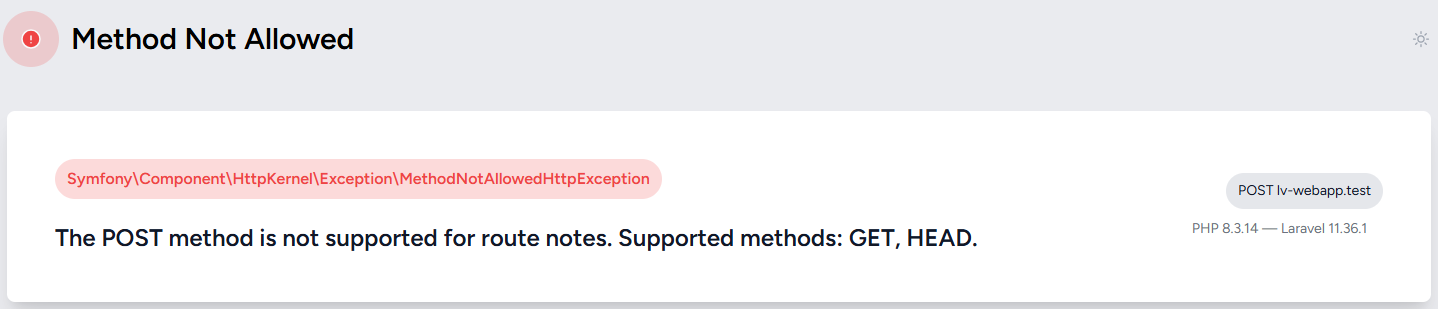 Method Not Allowed
Symfony\Component\HttpKernel\Exception\MethodNotAllowedHttpException
The POST method is not supported for route notes. Supported methods: GET, HEAD.
POST lv-webapp.test
PHP 8.3.14 — Laravel 11.36.1